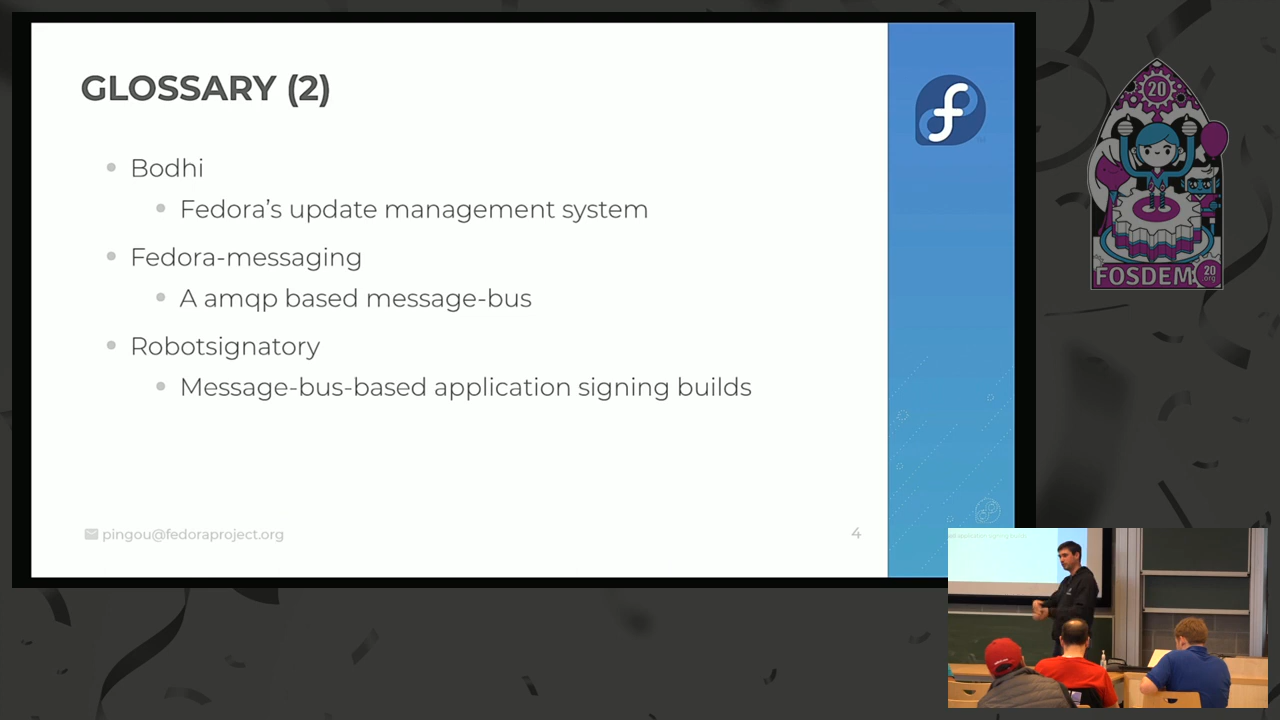 GLOSSARY (2)
Bodhi
Fedora’s update management system
Fedora-messaging
A amqp based message-bus
Robotsignatory
Message-bus-based application signing builds
pingou@fedoraproject.org
4
20
FOSDEM
20
org